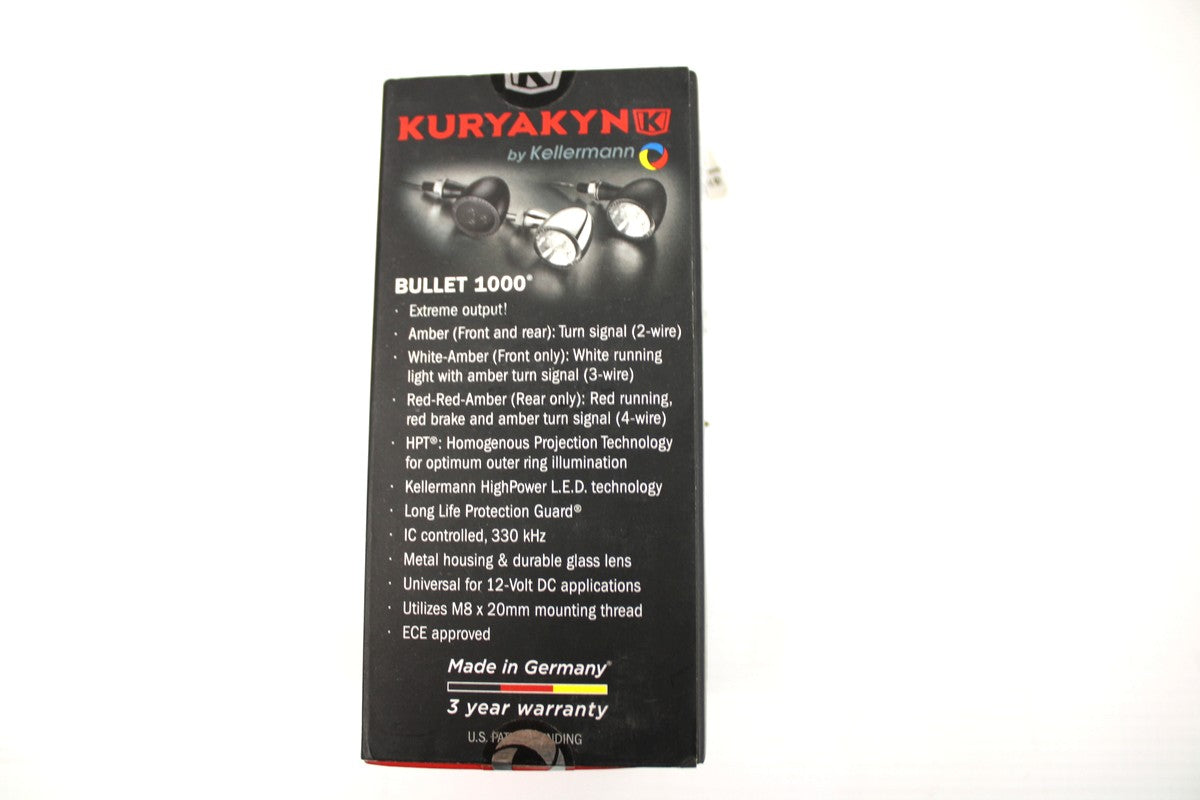 KURYAKYN K
by Kellermann
BULLET 1000®
· Extreme output!
· Amber (Front and rear): Turn signal (2-wire)
· White-Amber (Front only): White running
light with amber turn signal (3-wire)
· Red-Red-Amber (Rear only): Red running,
red brake and amber turn signal (4-wire)
· HPT®: Homogenous Projection Technology
for optimum outer ring illumination
· Kellermann HighPower L.E.D. technology
· Long Life Protection Guard®
· IC controlled, 330 kHz
· Metal housing & durable glass lens
· Universal for 12-Volt DC applications
· Utilizes M8 x 20mm mounting thread
· ECE approved
Made in Germany®
3 year warranty
U.S.